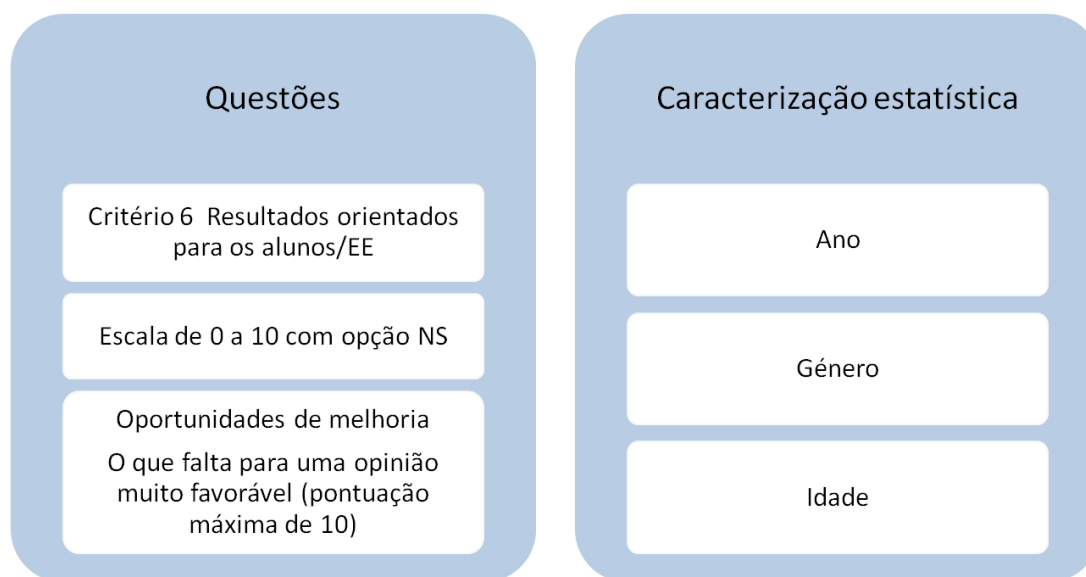 Questões
Critério 6 Resultados orientados
para os alunos/EE
Escala de 0 a 10 com opção NS
Oportunidades de melhoria
O que falta para uma opinião
muito favorável (pontuação
máxima de 10)
Caracterização estatística
Ano
Género
Idade